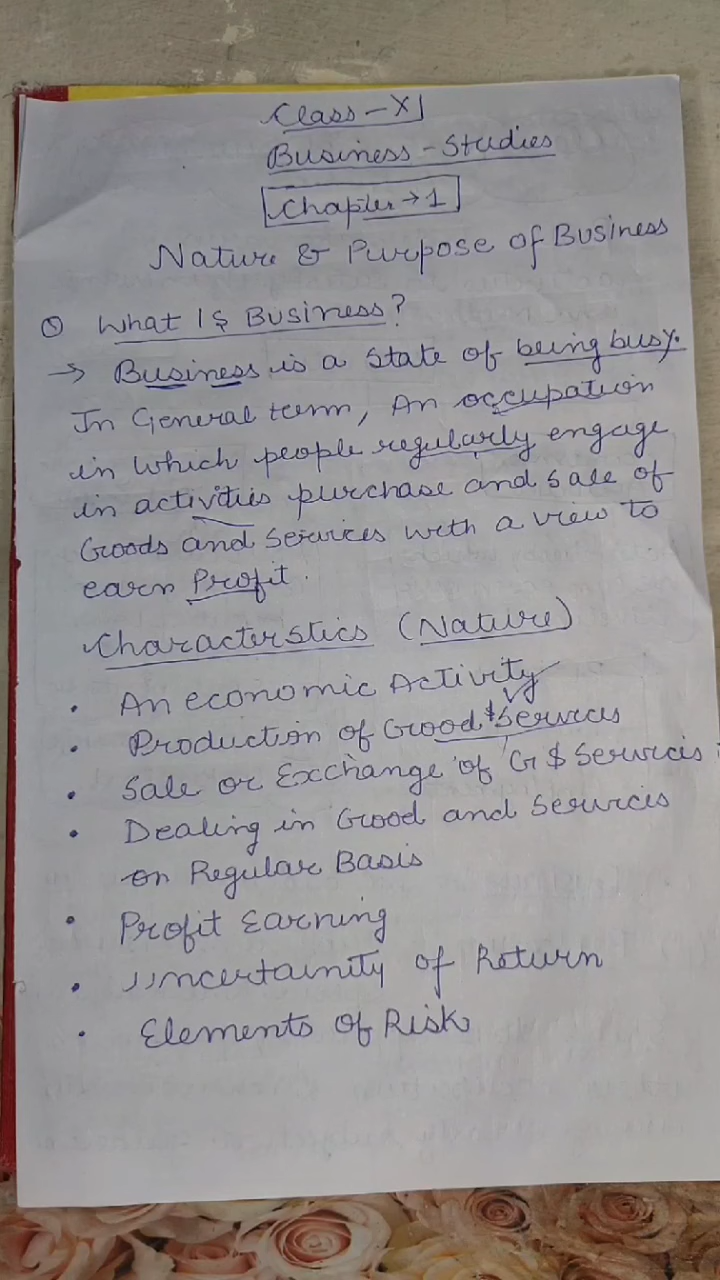 Class-XI
Business-Studies
Chapter→1
Nature & Purpose of Business
What IS Business?
→ Business is a State of being busy.
In General term, An occupation
in which people regularly engage
in activities purchase and sale of
Goods and Services with a view to
earn Profit.
Characterstics (Nature)
• An economic Activity
• Production of Good & Services
• Sale or Exchange of G & Services
• Dealing in Good and Services
on Regular Basis
• Profit Earning
• Uncertainity of Return
• Elements of Risk